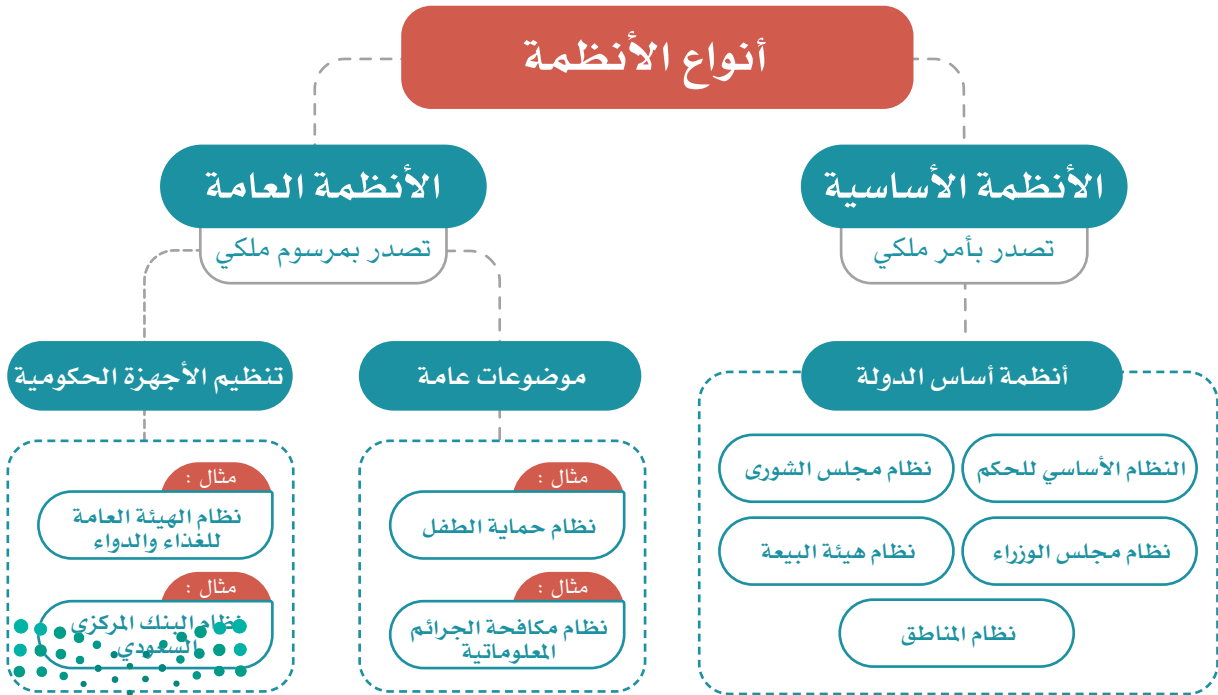 أنواع الأنظمة
الأنظمة الأساسية
تصدر بأمر ملكي
أنظمة أساس الدولة
النظام الأساسي للحكم
نظام مجلس الشورى
نظام مجلس الوزراء
نظام هيئة البيعة
نظام المناطق
الأنظمة العامة
تصدر بمرسوم ملكي
موضوعات عامة
مثال :
نظام حماية الطفل
مثال :
نظام مكافحة الجرائم
المعلوماتية
تنظيم الأجهزة الحكومية
مثال :
نظام الهيئة العامة
للغذاء والدواء
مثال :
نظام البنك المركزي
السعودي